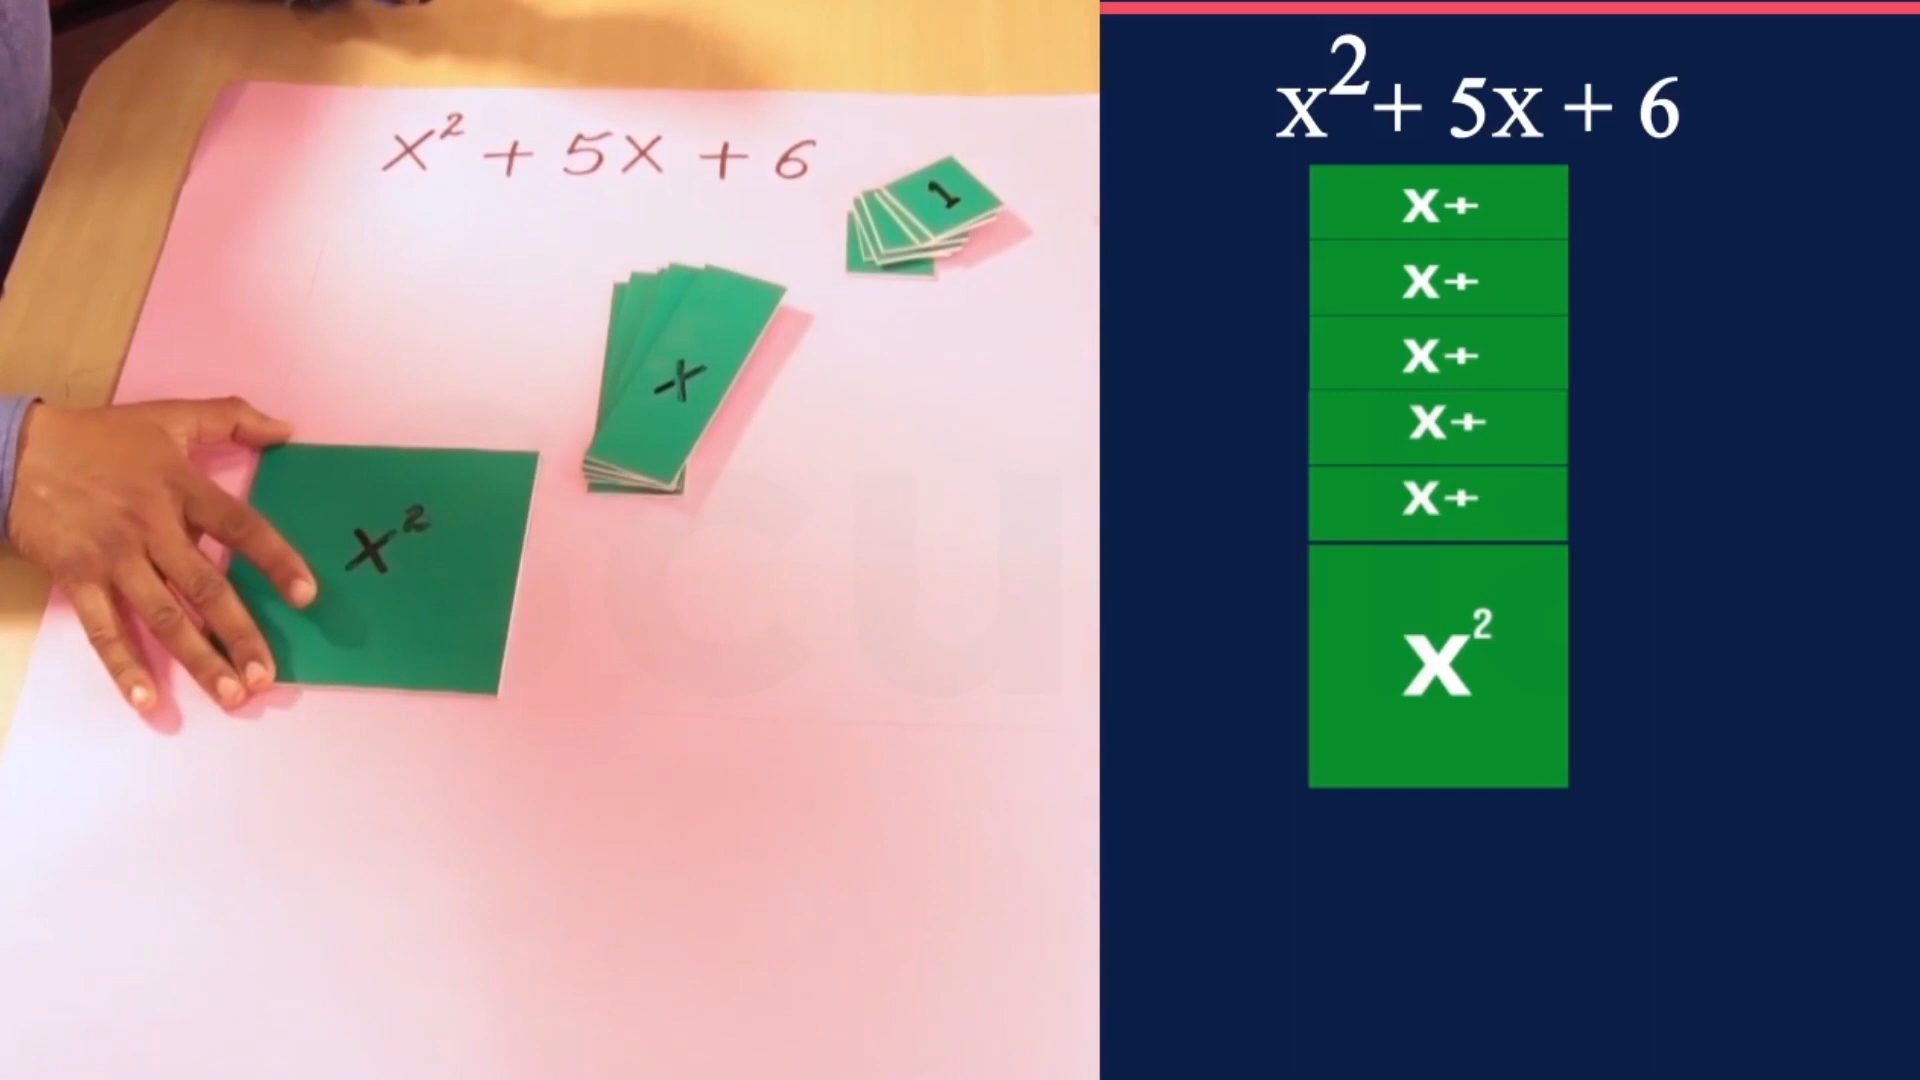 x² + 5x + 6
1
x
x²
x² + 5x + 6
x+
x+
x+
x+
x+
x²